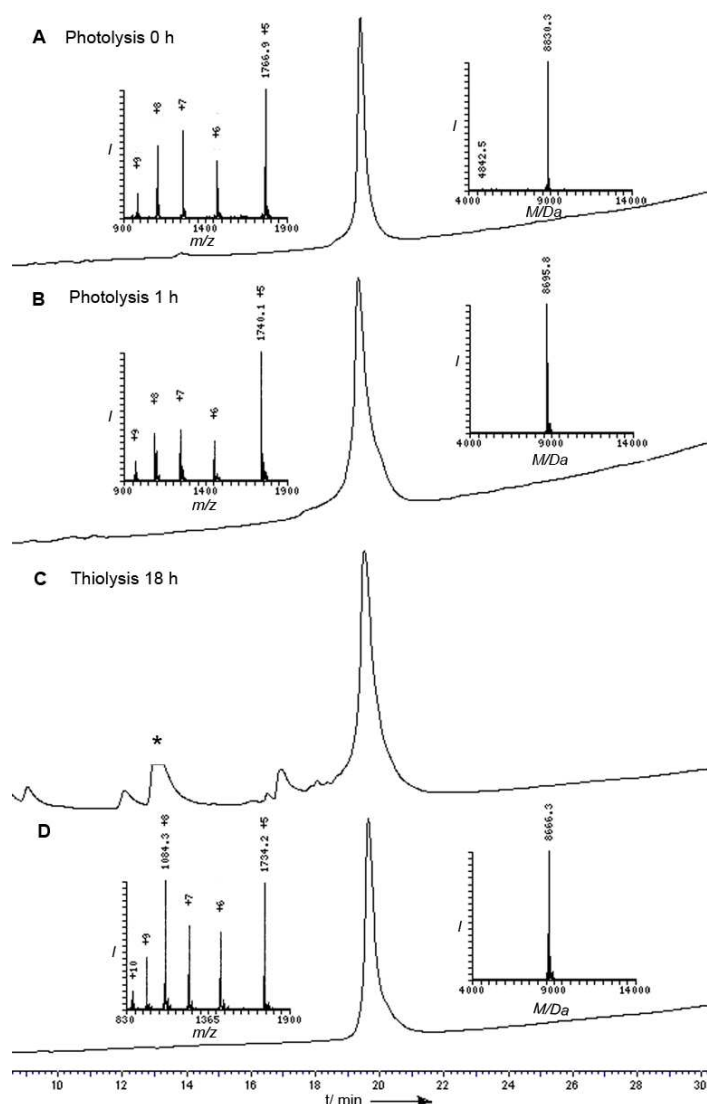 A Photolysis 0 h
1766.9 +5
+9
+8
+7
+6
I
900 1400 1900
m/z
8830.3
4842.5
I
4000 9000 14000
M/Da
B Photolysis 1 h
1740.1 +5
+9
+8
+7
+6
I
900 1400 1900
m/z
8695.8
I
4000 9000 14000
M/Da
C Thiolysis 18 h
*
D
1084.3 +8
1734.2 +5
+10
+9
+7
+6
I
830 1365 1900
m/z
8666.3
I
4000 9000 14000
M/Da
10 12 14 16 18 20 22 24 26 28 30
t/ min